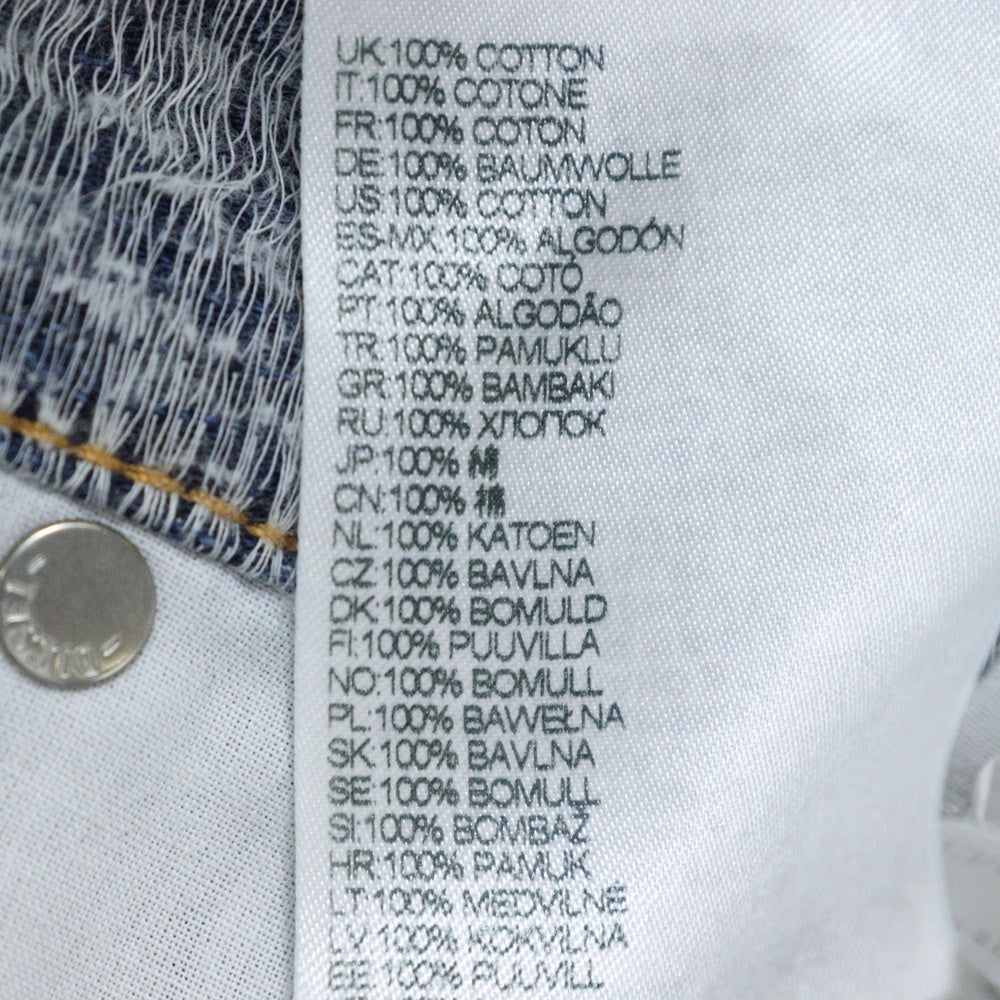 UK:100% COTTON
IT:100% COTONE
FR:100% COTON
DE:100% BAUMWOLLE
US:100% COTTON
ES-MX:100% ALGODÓN
CAT:100% COTÓ
PT:100% ALGODÃO
TR:100% PAMUKLU
GR:100% BAMBAKI
RU:100% ХЛОПОК
JP:100% 綿
CN:100% 棉
NL:100% KATOEN
CZ:100% BAVLNA
DK:100% BOMULD
FI:100% PUUVILLA
NO:100% BOMULL
PL:100% BAWEŁNA
SK:100% BAVLNA
SE:100% BOMULL
SI:100% BOMBAŽ
HR:100% PAMUK
LT:100% MEDVILNĖ
LV:100% KOKVILNA
EE:100% PUUVILL
DIESEL